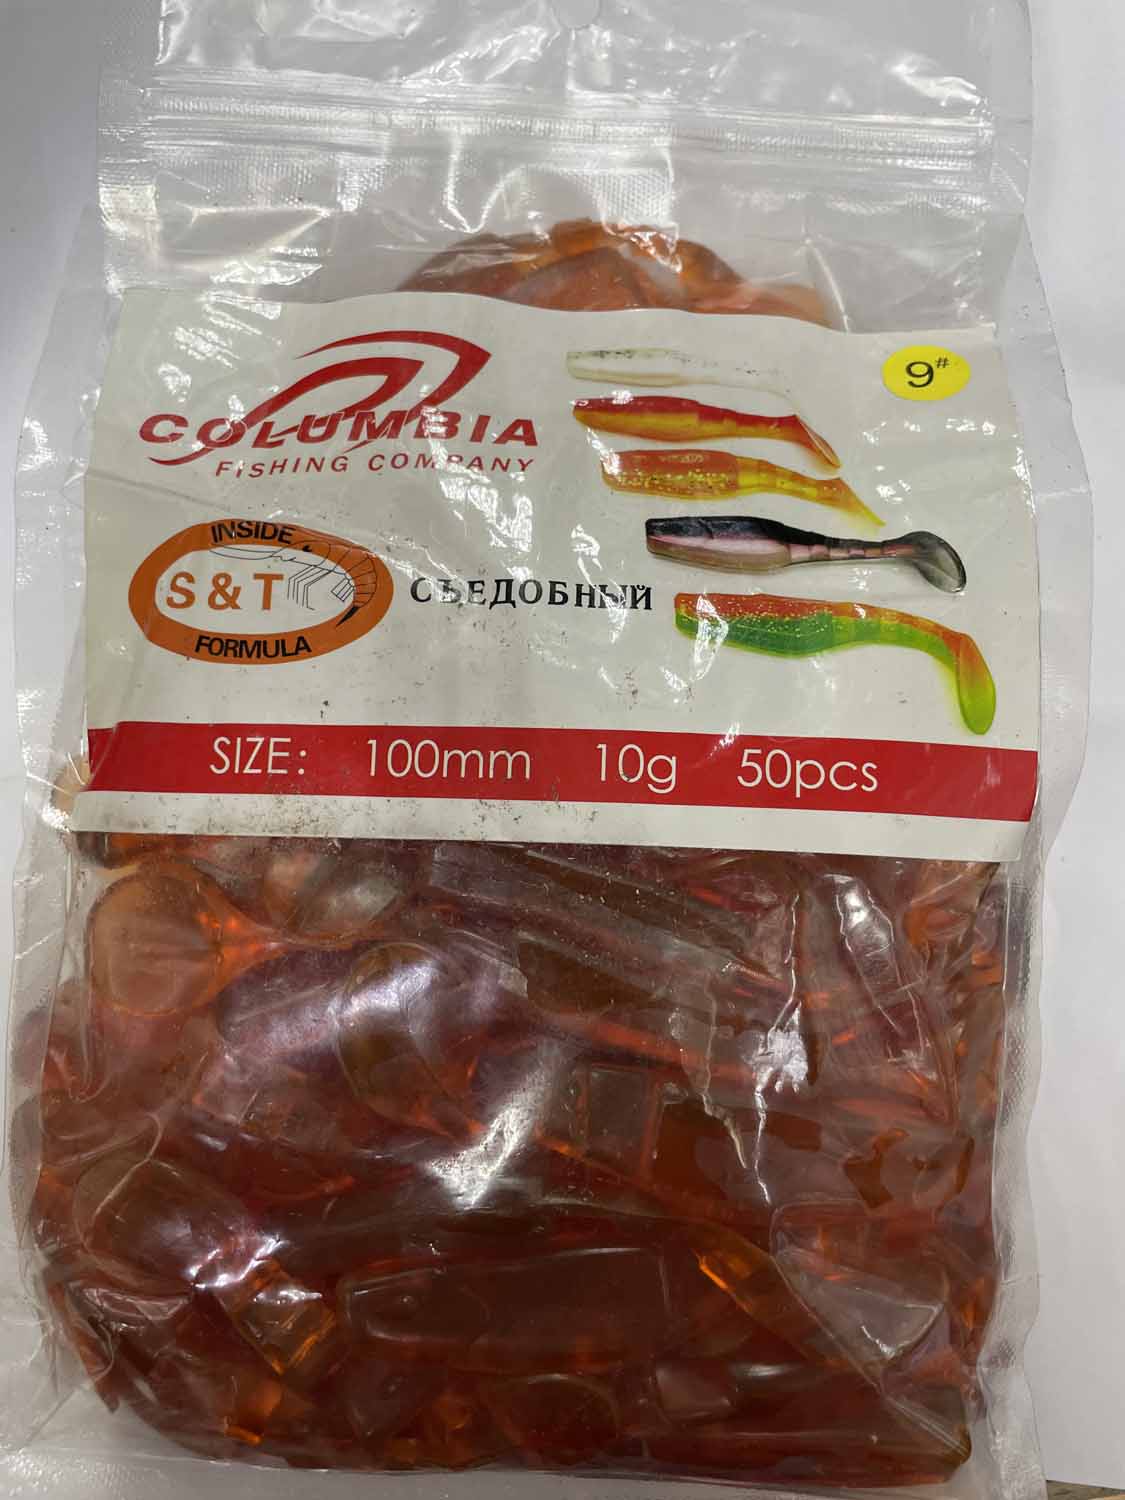 9#
COLUMBIA
FISHING COMPANY
INSIDE
S & T
FORMULA
СЪЕДОБНЫЙ
SIZE: 100mm 10g 50pcs